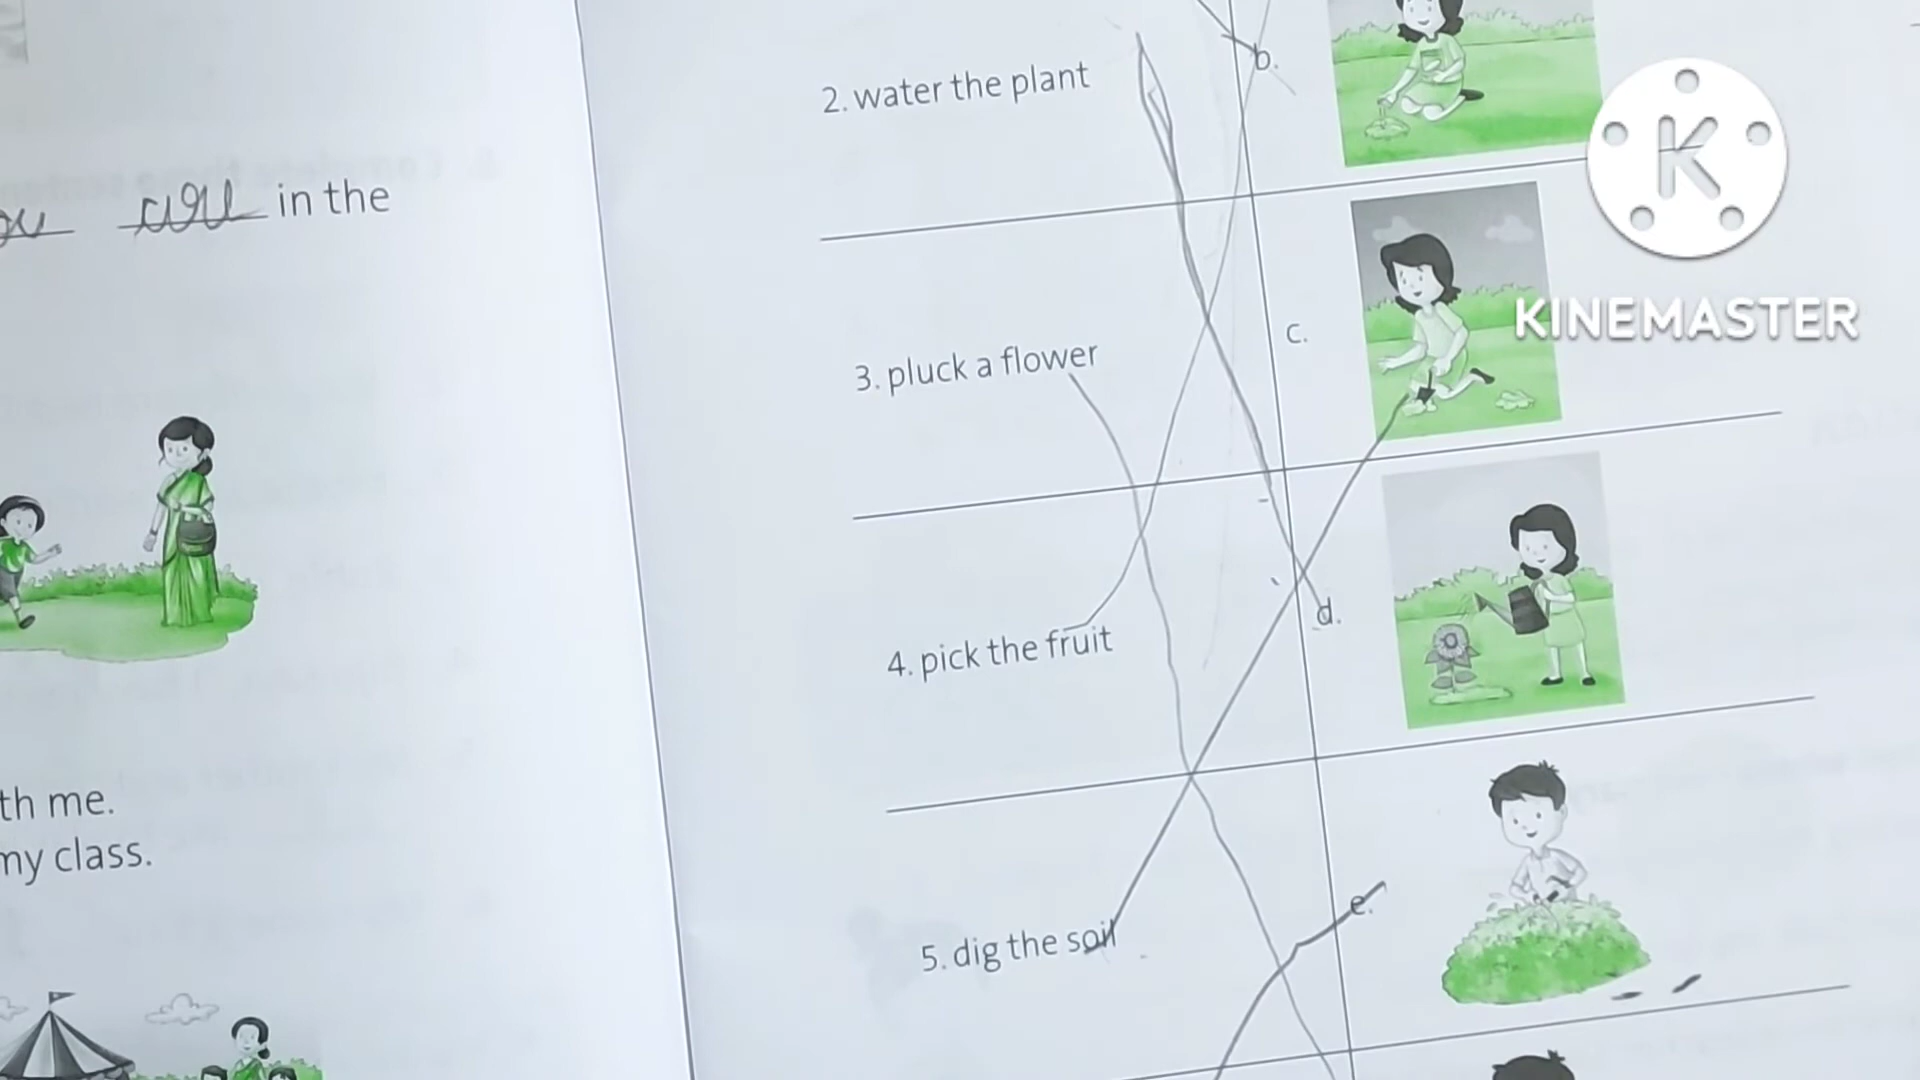 are in the
th me.
my class.
2. water the plant
b.
3. pluck a flower
c.
4. pick the fruit
d.
5. dig the soil
e.
K
KINEMASTER